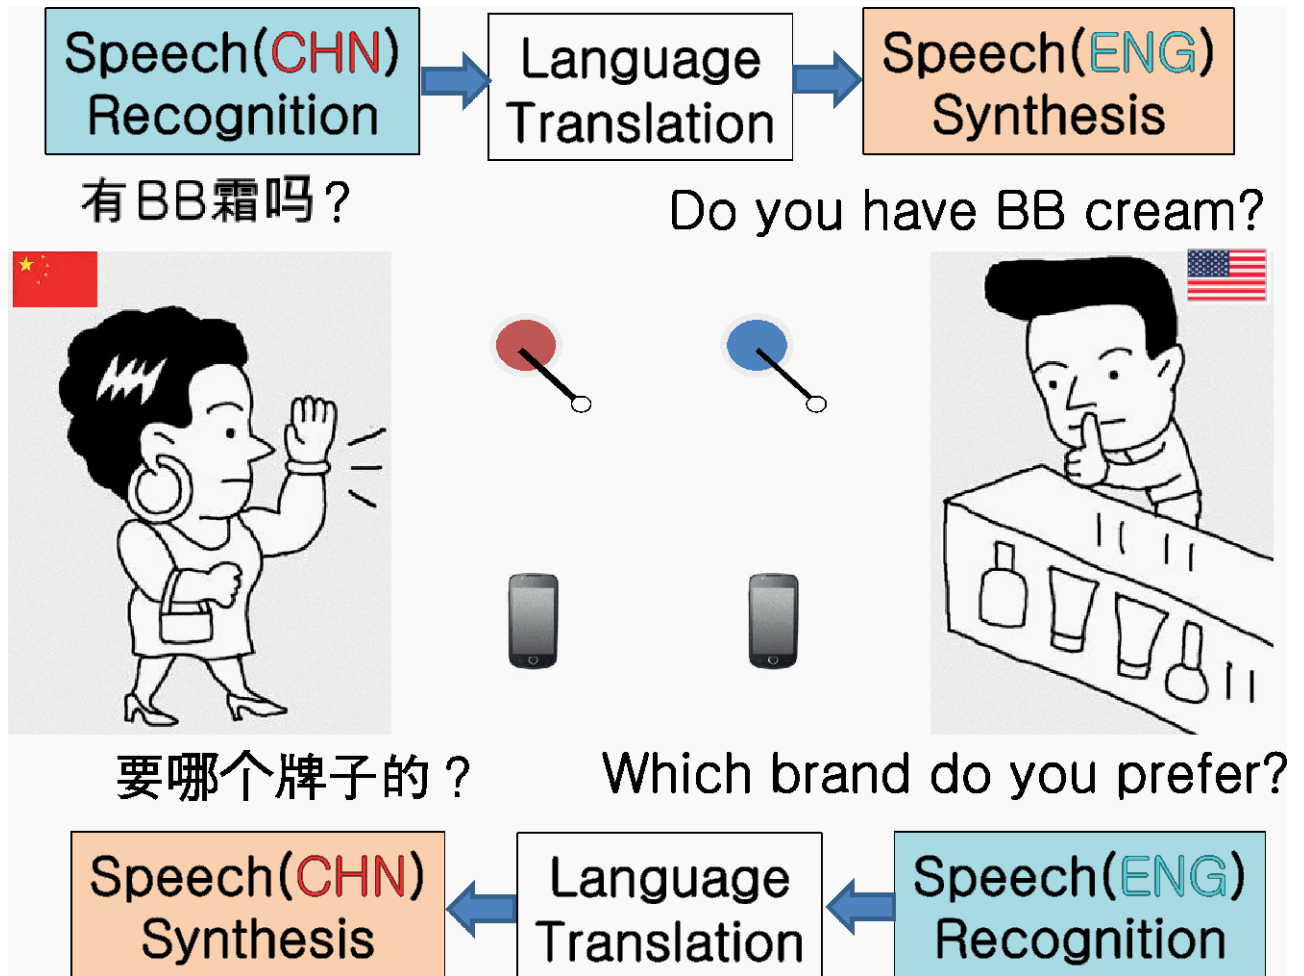 Speech(CHN)
Recognition
Language
Translation
Speech(ENG)
Synthesis
有BB霜吗？
Do you have BB cream?
要哪个牌子的？
Which brand do you prefer?
Speech(CHN)
Synthesis
Language
Translation
Speech(ENG)
Recognition